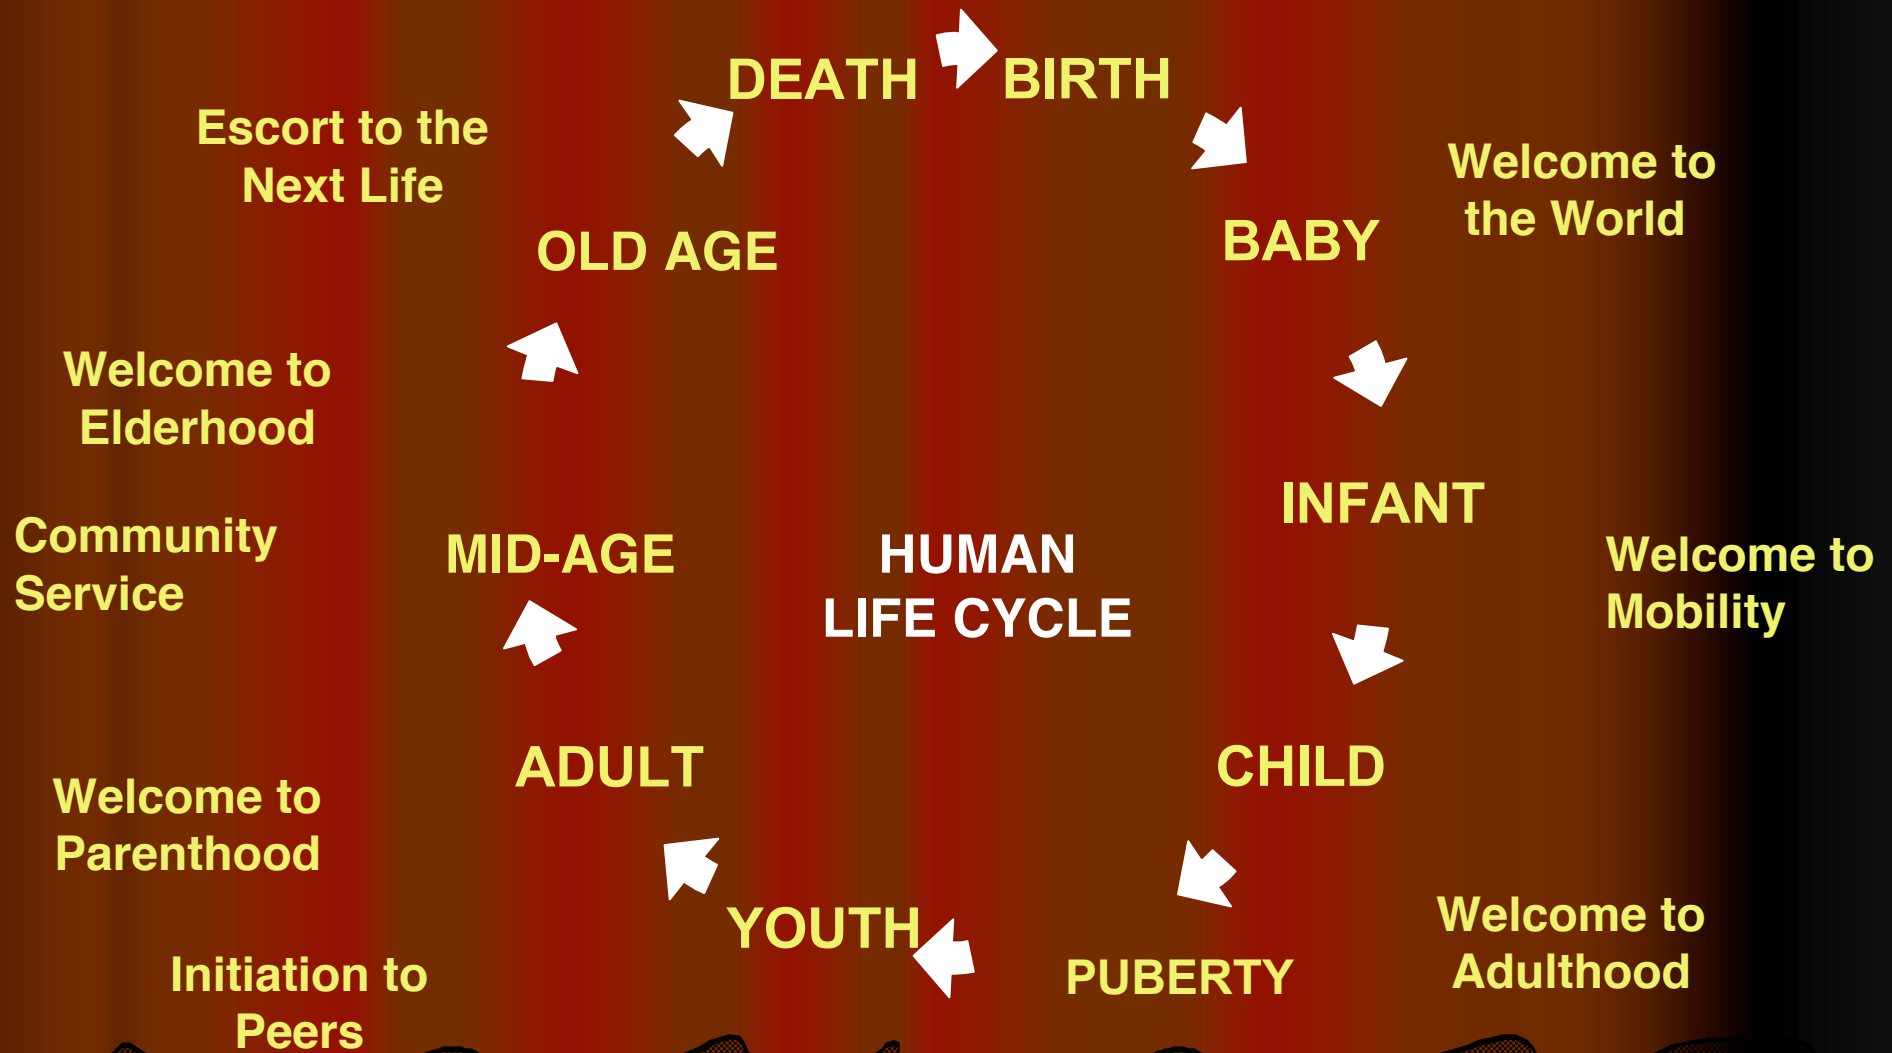 DEATH
BIRTH
Escort to the
Next Life
Welcome to
the World
OLD AGE
BABY
Welcome to
Elderhood
INFANT
Community
Service
MID-AGE
HUMAN
LIFE CYCLE
Welcome to
Mobility
ADULT
CHILD
Welcome to
Parenthood
YOUTH
PUBERTY
Welcome to
Adulthood
Initiation to
Peers